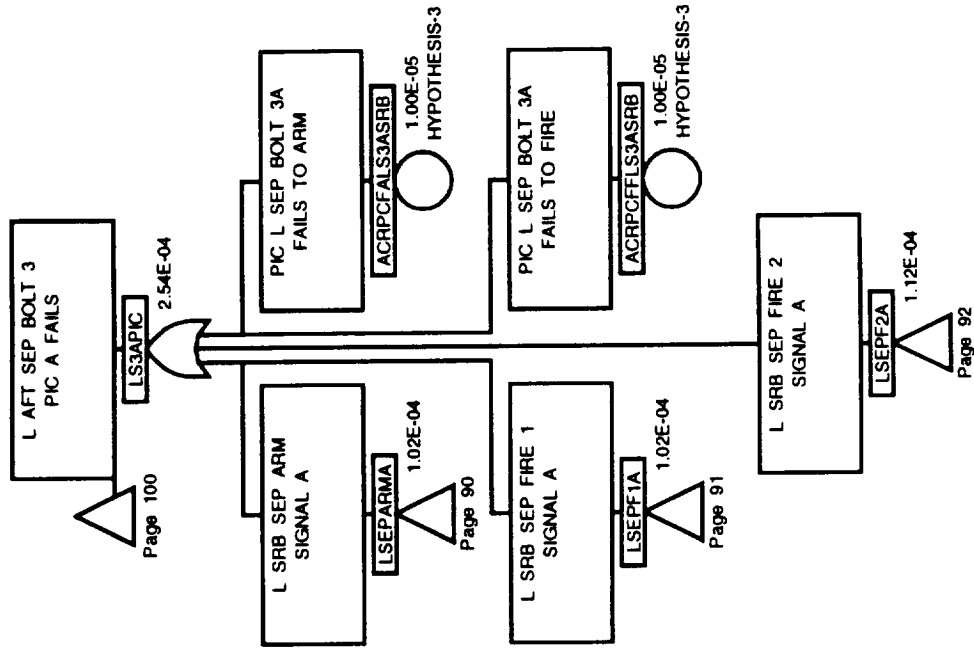 L AFT SEP BOLT 3
PIC A FAILS
LS3APIC
2.54E-04
Page 100
L SRB SEP ARM
SIGNAL A
LSEPARMA
1.02E-04
Page 90
PIC L SEP BOLT 3A
FAILS TO ARM
ACRPCFALS3ASRB
1.00E-05
HYPOTHESIS-3
L SRB SEP FIRE 1
SIGNAL A
LSEPF1A
1.02E-04
Page 91
PIC L SEP BOLT 3A
FAILS TO FIRE
ACRPCFFLS3ASRB
1.00E-05
HYPOTHESIS-3
L SRB SEP FIRE 2
SIGNAL A
LSEPF2A
1.12E-04
Page 92